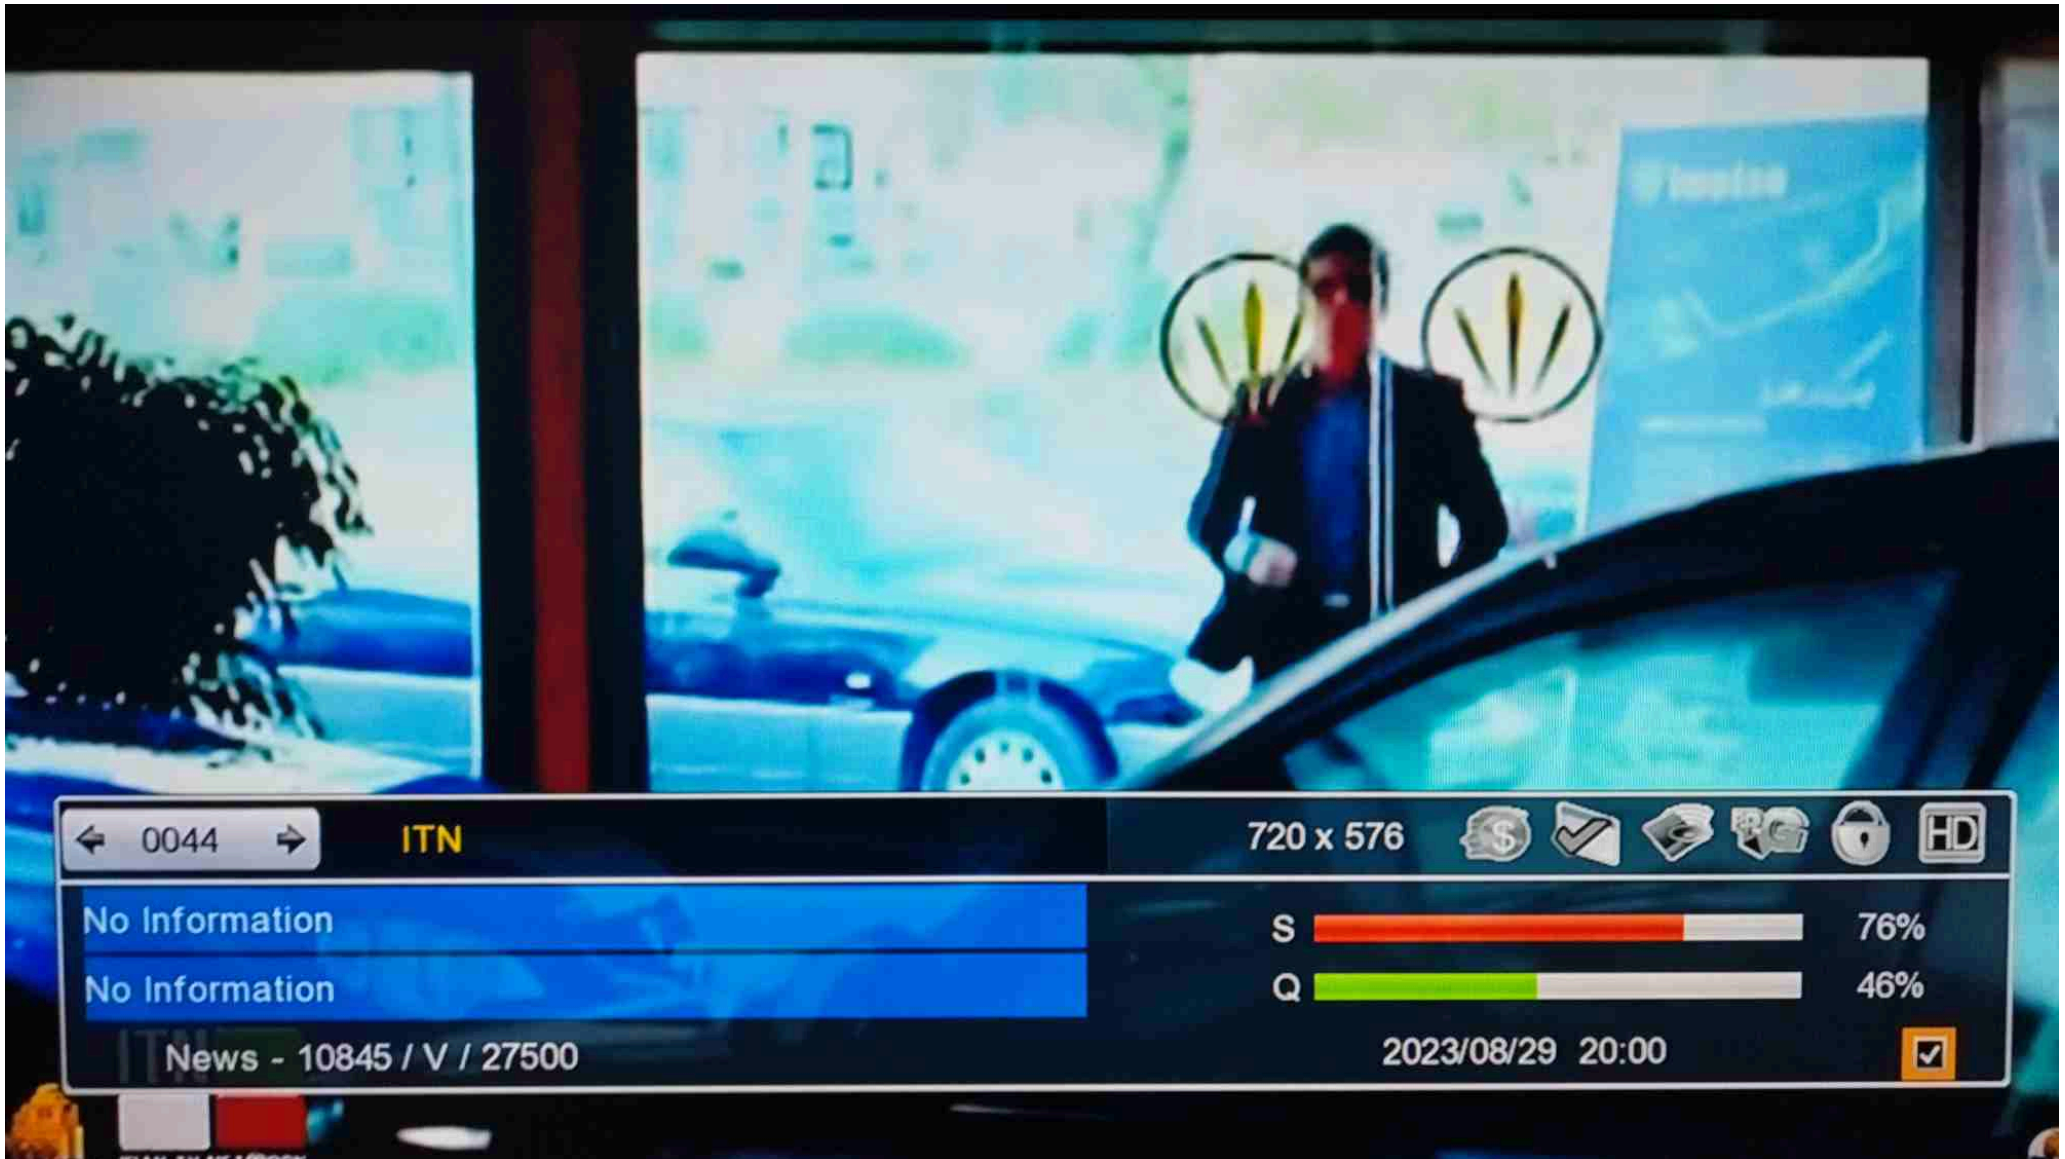 0044
ITN
720 x 576
HD
No Information
S
76%
No Information
Q
46%
ITN
News - 10845 / V / 27500
2023/08/29 20:00